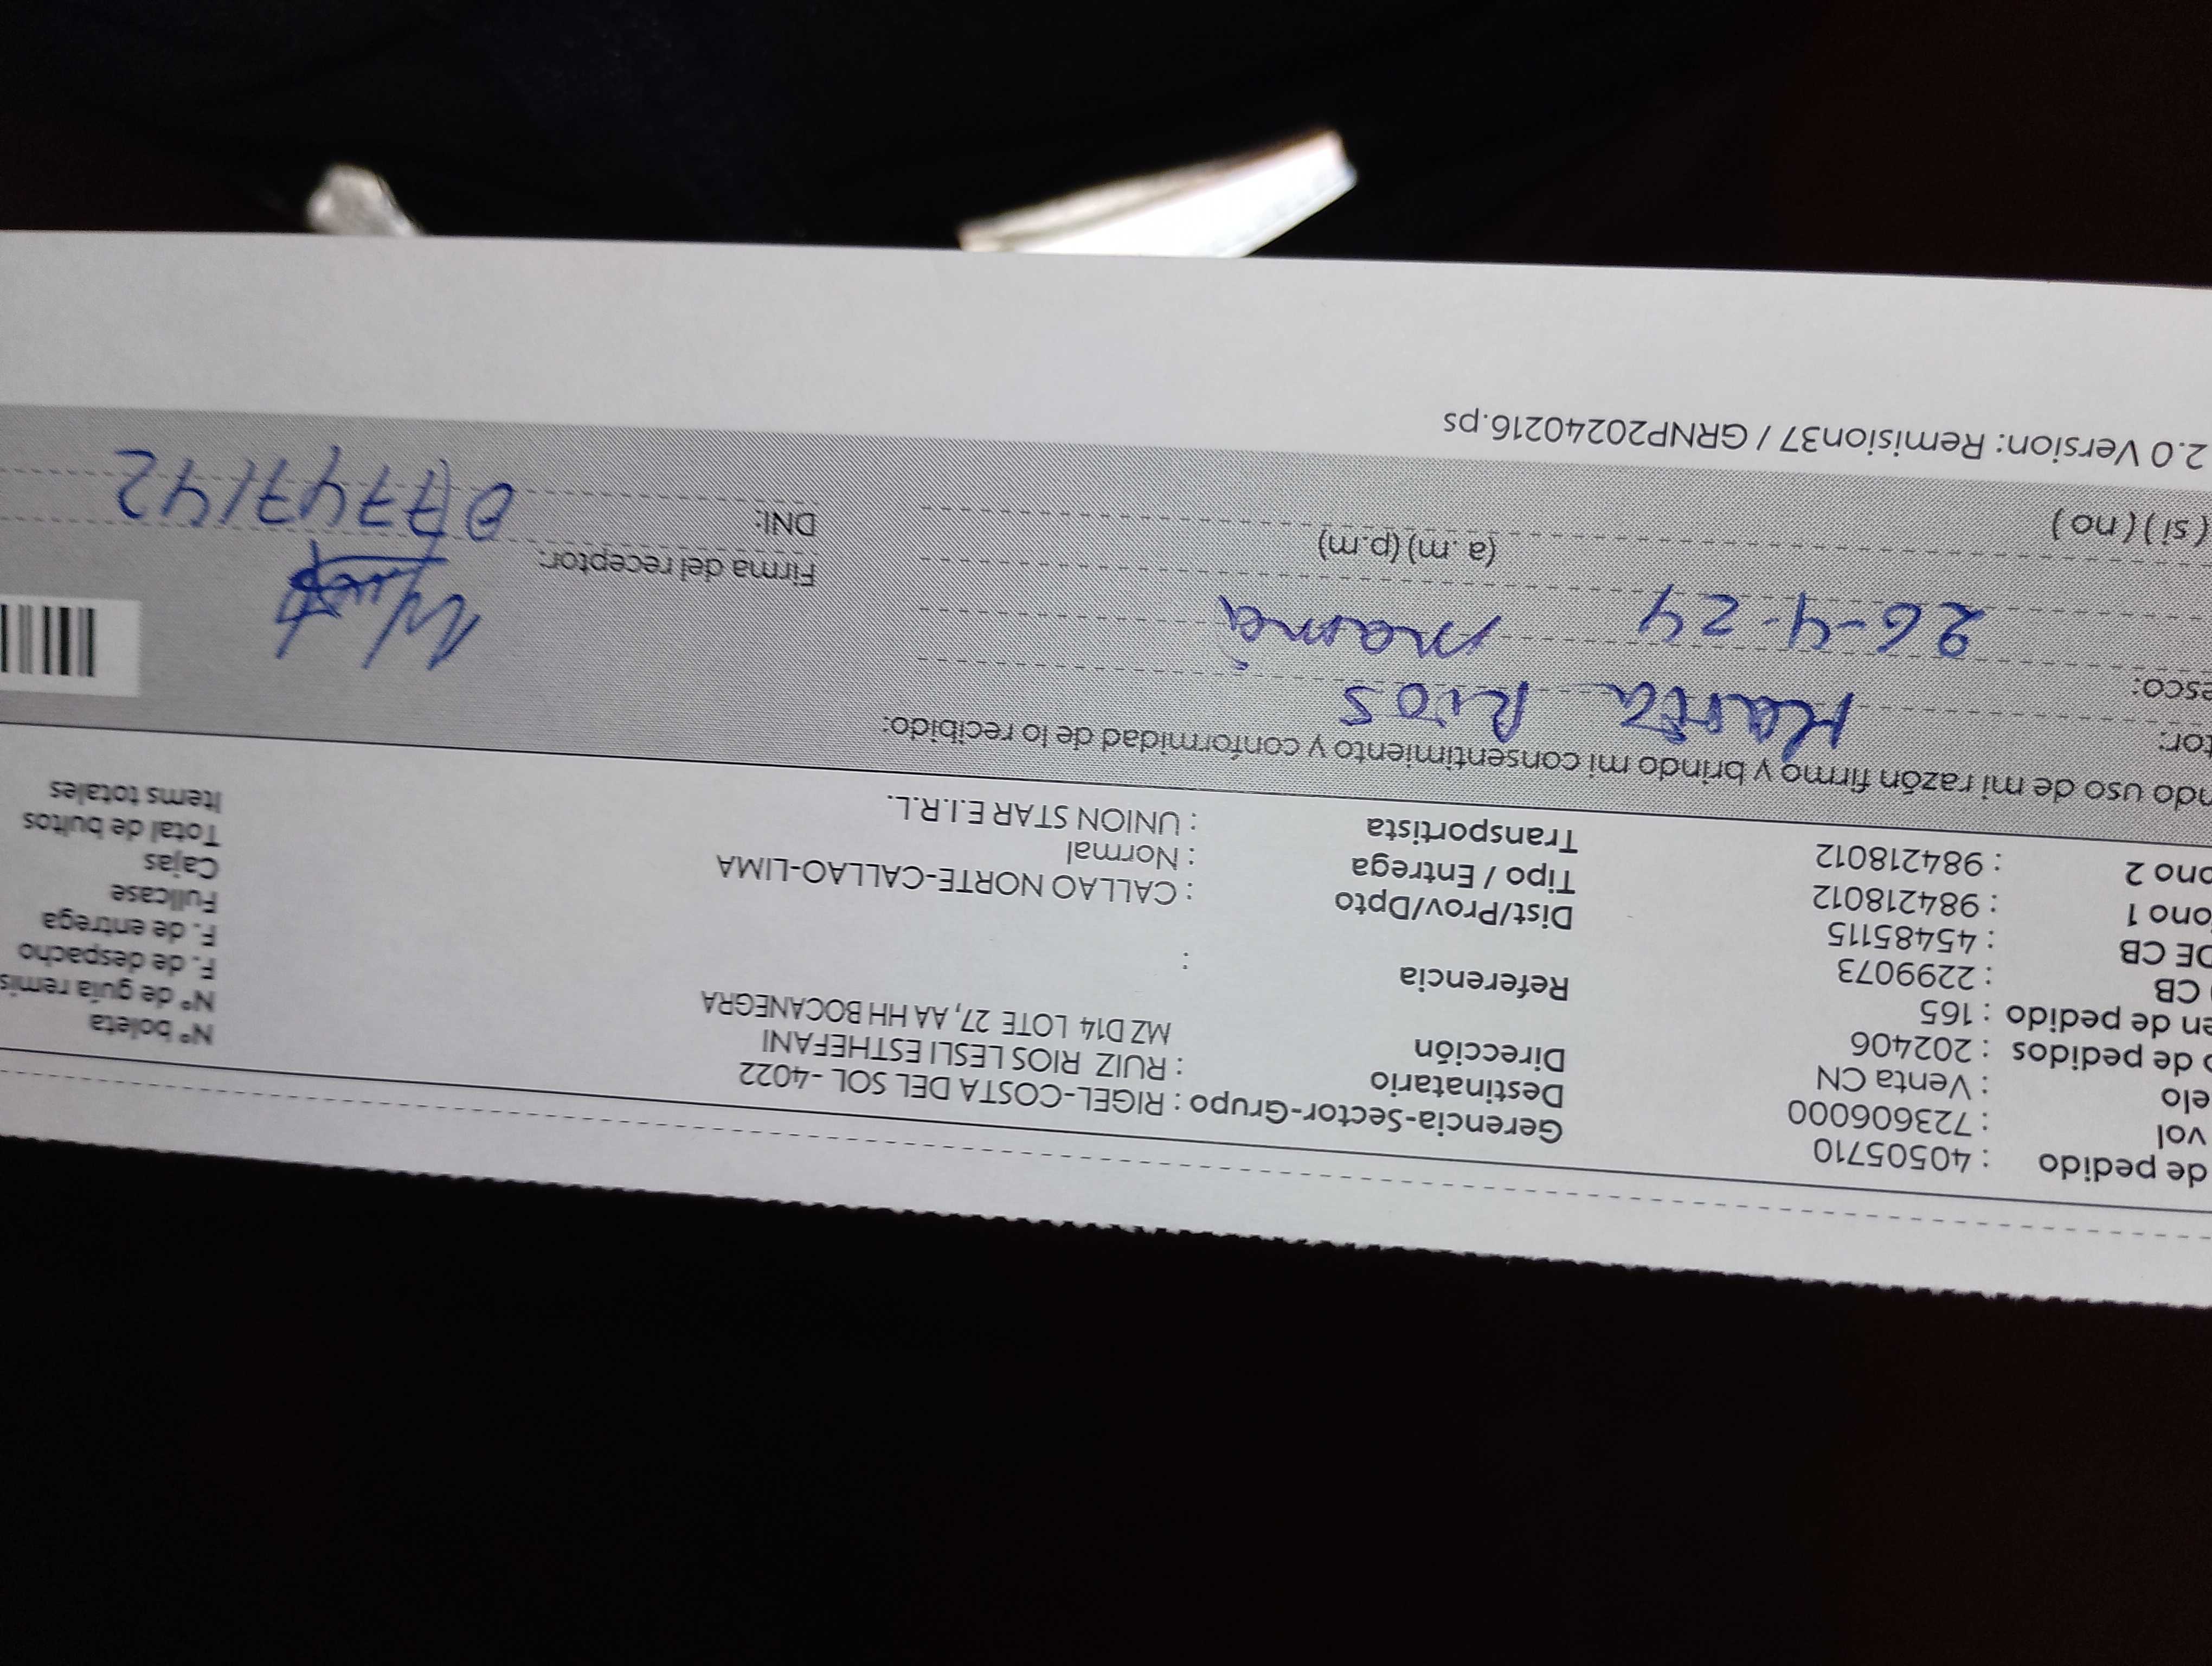 de pedido : 40505710 Gerencia-Sector-Grupo : RIGEL-COSTA DEL SOL -4022 N° boleta
vol : 723606000 Destinatario : RUIZ RIOS LESLI ESTHEFANI N° de guía remis
elo : Venta CN Dirección MZ D14 LOTE 27, AA HH BOCANEGRA F. de despacho
de pedidos : 202406 Referencia : F. de entrega
en de pedido : 165 Dist/Prov/Dpto : CALLAO NORTE-CALLAO-LIMA Fullcase
CB : 2299073 Tipo / Entrega : Normal Cajas
DE CB : 45485115 Transportista : UNION STAR E.I.R.L. Total de bultos
ono 1 : 984218012 Items totales
ono 2 : 984218012
ndo uso de mi razón firmo y brindo mi consentimiento y conformidad de lo recibido:
tor: Marta Rios
esco: mamá
26-4-24 (a .m) (p.m) Firma del receptor:
( si ) ( no ) DNI: 07747142
2.0 Version: Remision37 / GRNP20240216.ps